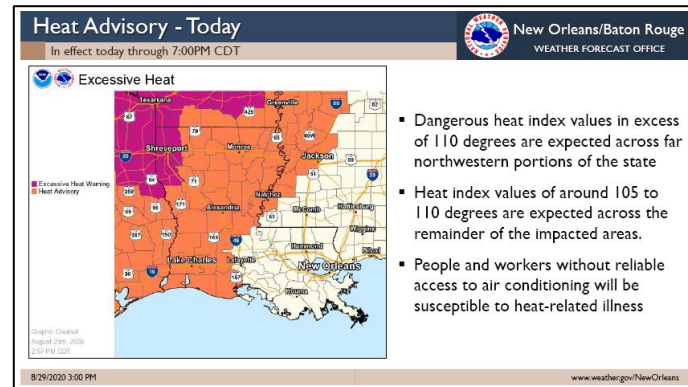 Heat Advisory - Today
In effect today through 7:00PM CDT
New Orleans/Baton Rouge
WEATHER FORECAST OFFICE
Excessive Heat
Excessive Heat Warning
Heat Advisory
Texarkana
Greenville
Shreveport
Monroe
Jackson
Natchez
Alexandria
McComb
Hattiesburg
Wiggins
Lake Charles
Lafayette
Hammond
Biloxi
New Orleans
Houma
Graphic Created
August 29th, 2020
2:57 PM CDT
▪ Dangerous heat index values in excess
of 110 degrees are expected across far
northwestern portions of the state
▪ Heat index values of around 105 to
110 degrees are expected across the
remainder of the impacted areas.
▪ People and workers without reliable
access to air conditioning will be
susceptible to heat-related illness
8/29/2020 3:00 PM
www.weather.gov/NewOrleans